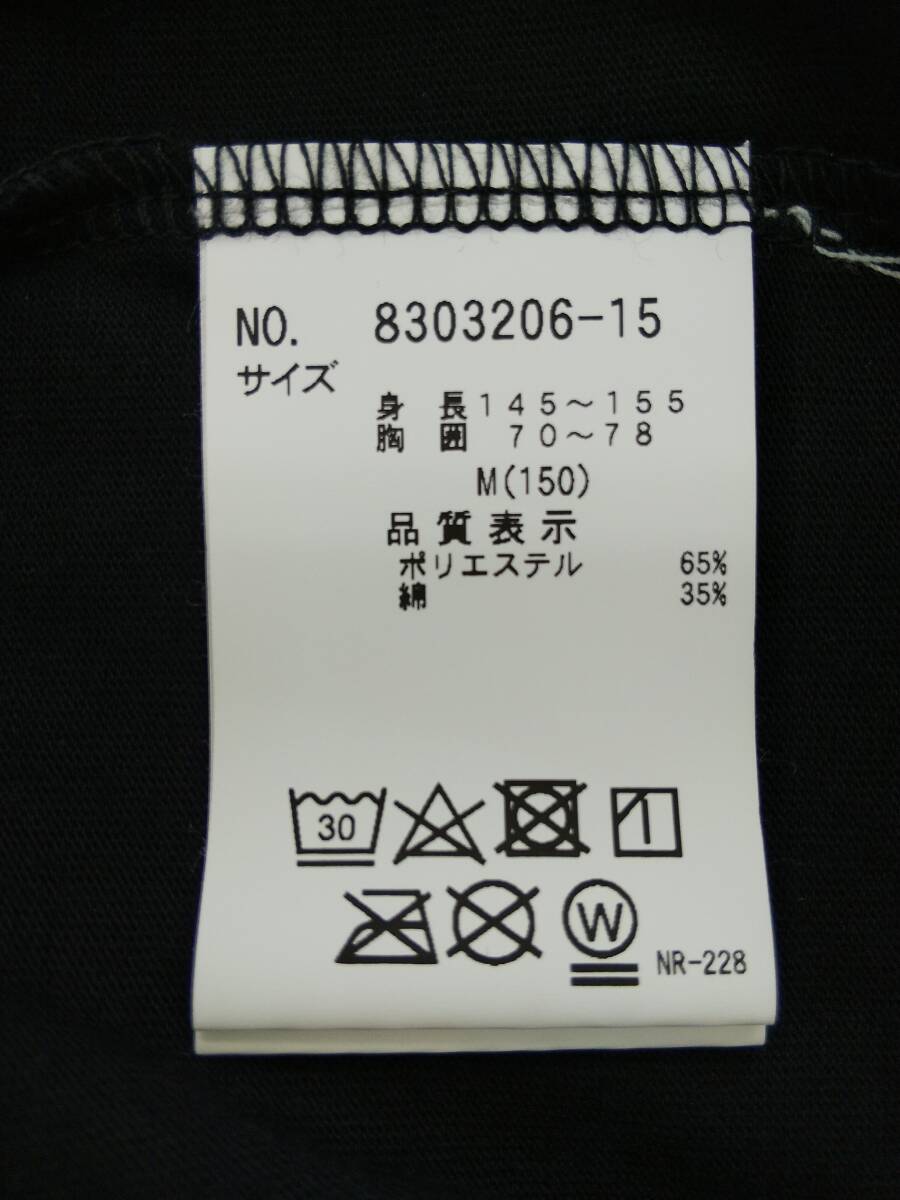 NO. 8303206-15
サイズ
身 長 145～155
胸 囲 70～78
M(150)
品質表示
ポリエステル 65%
綿 35%
30
W
NR-228